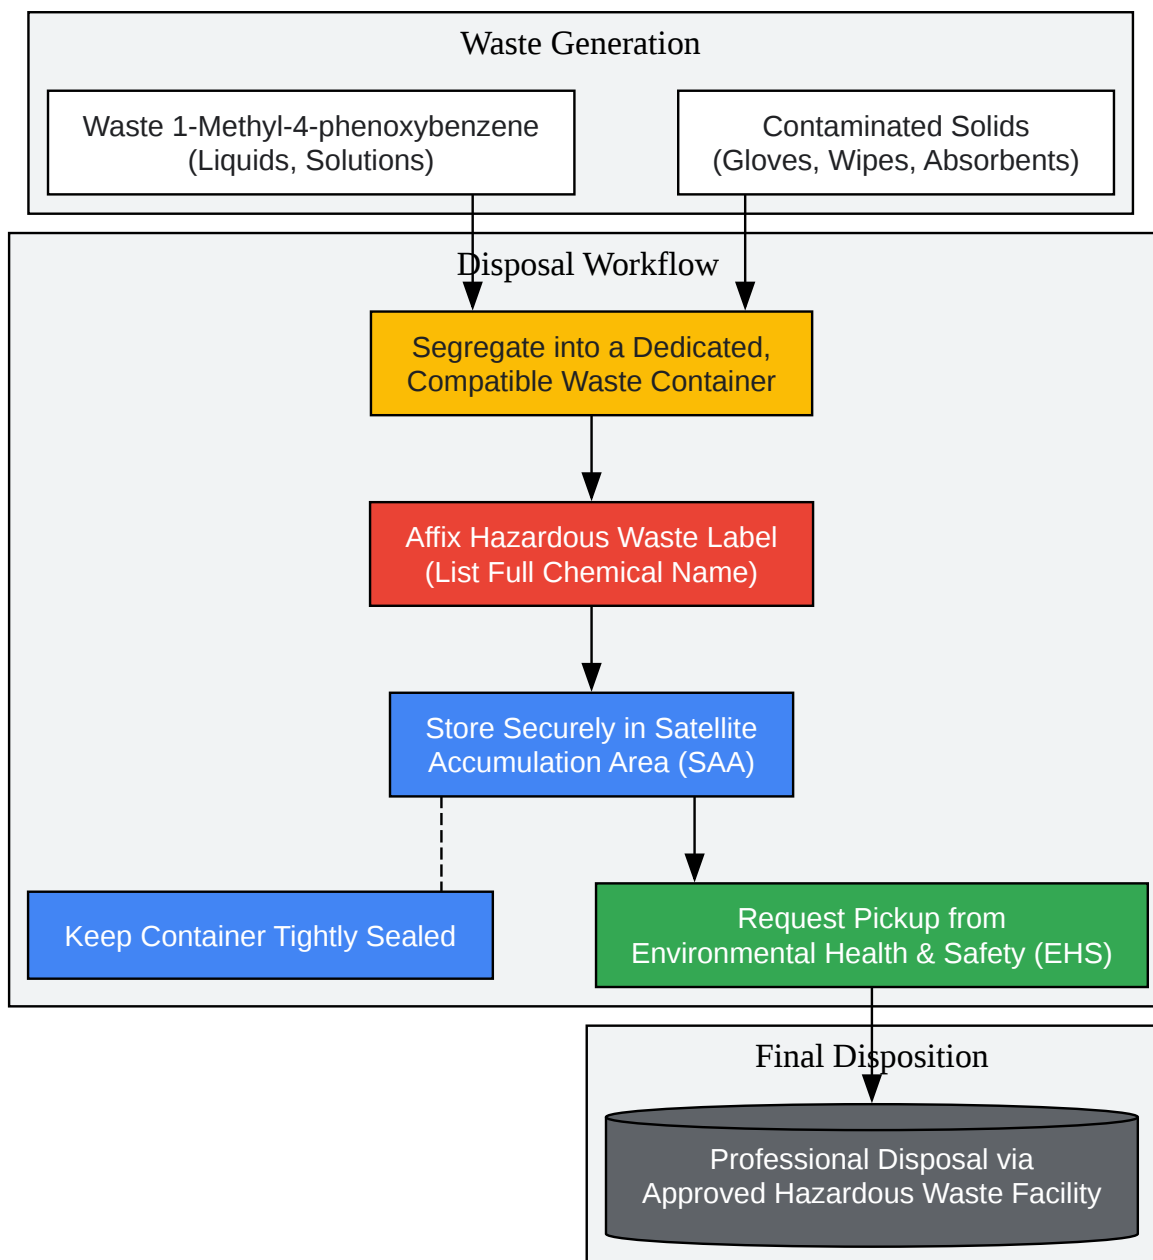 Waste Generation
Waste 1-Methyl-4-phenoxybenzene
(Liquids, Solutions)
Contaminated Solids
(Gloves, Wipes, Absorbents)
Disposal Workflow
Segregate into a Dedicated,
Compatible Waste Container
Affix Hazardous Waste Label
(List Full Chemical Name)
Store Securely in Satellite
Accumulation Area (SAA)
Keep Container Tightly Sealed
Request Pickup from
Environmental Health & Safety (EHS)
Final Disposition
Professional Disposal via
Approved Hazardous Waste Facility